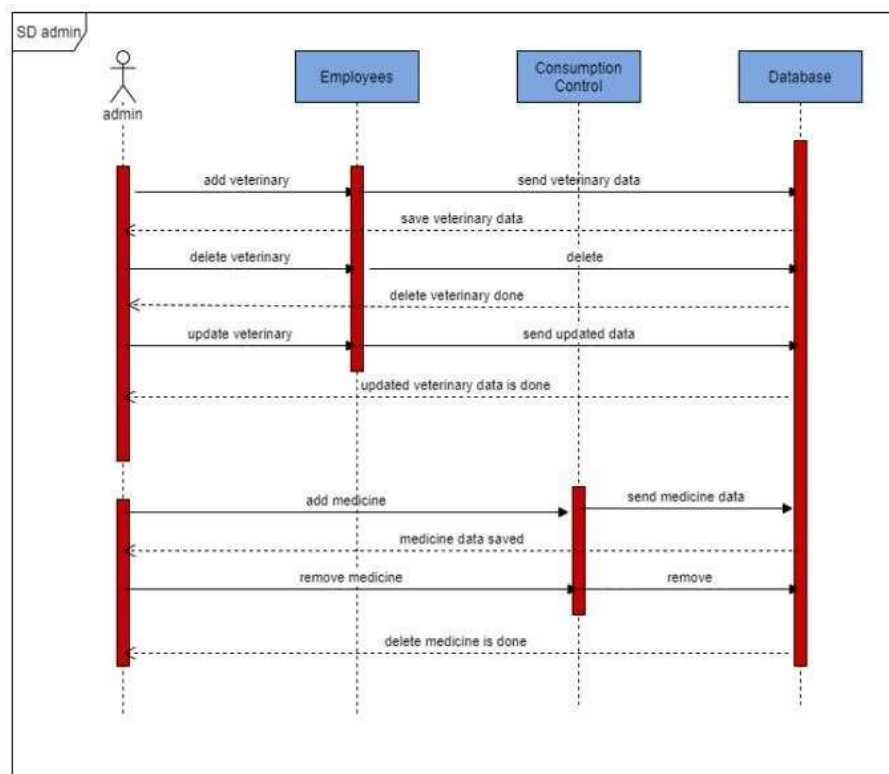 SD admin
admin
Employees
Consumption
Control
Database
add veterinary
send veterinary data
save veterinary data
delete veterinary
delete
delete veterinary done
update veterinary
send updated data
updated veterinary data is done
add medicine
send medicine data
medicine data saved
remove medicine
remove
delete medicine is done